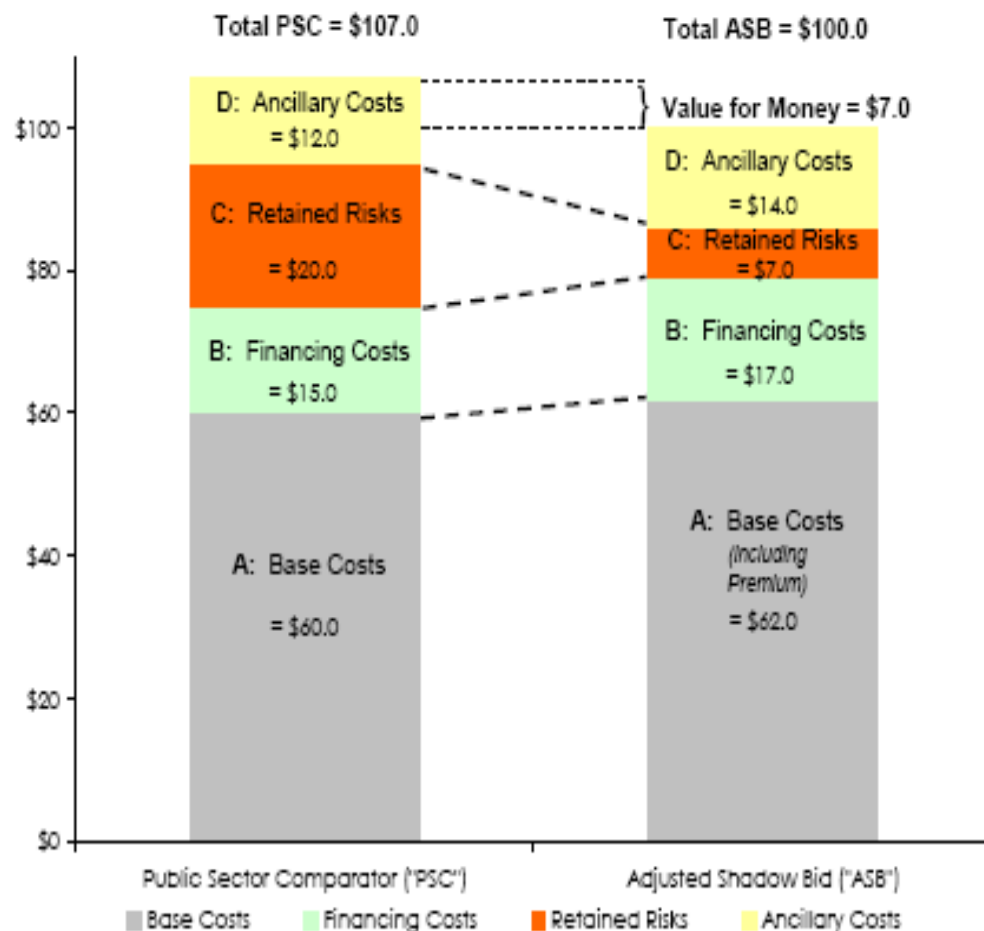 Total PSC = $107.0
Total ASB = $100.0
D: Ancillary Costs
= $12.0
Value for Money = $7.0
$100
D: Ancillary Costs
= $14.0
C: Retained Risks
= $20.0
C: Retained Risks
= $7.0
$80
B: Financing Costs
= $15.0
B: Financing Costs
= $17.0
$60
A: Base Costs
= $60.0
A: Base Costs
(Including
Premium)
= $62.0
$40
$20
$0
Public Sector Comparator ("PSC")
Adjusted Shadow Bid ("ASB")
Base Costs
Financing Costs
Retained Risks
Ancillary Costs